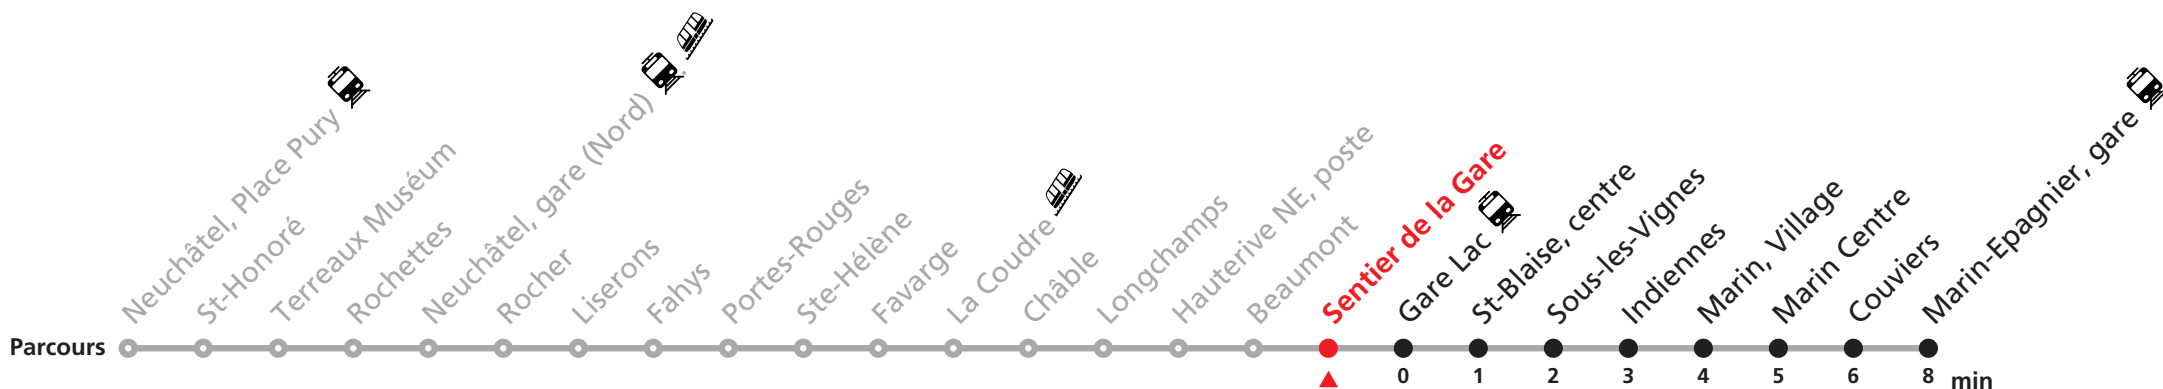 Neuchâtel, Place Pury
St-Honoré
Terreaux Muséum
Rochettes
Neuchâtel, gare (Nord)
Rocher
Liserons
Fahys
Portes-Rouges
Ste-Hélène
Favarge
La Coudre
Châble
Longchamps
Hauterive NE, poste
Beaumont
Sentier de la Gare
Gare Lac
St-Blaise, centre
Sous-les-Vignes
Indiennes
Marin, Village
Marin Centre
Couviers
Marin-Epagnier, gare
Parcours
0 1 2 3 4 5 6 8 min